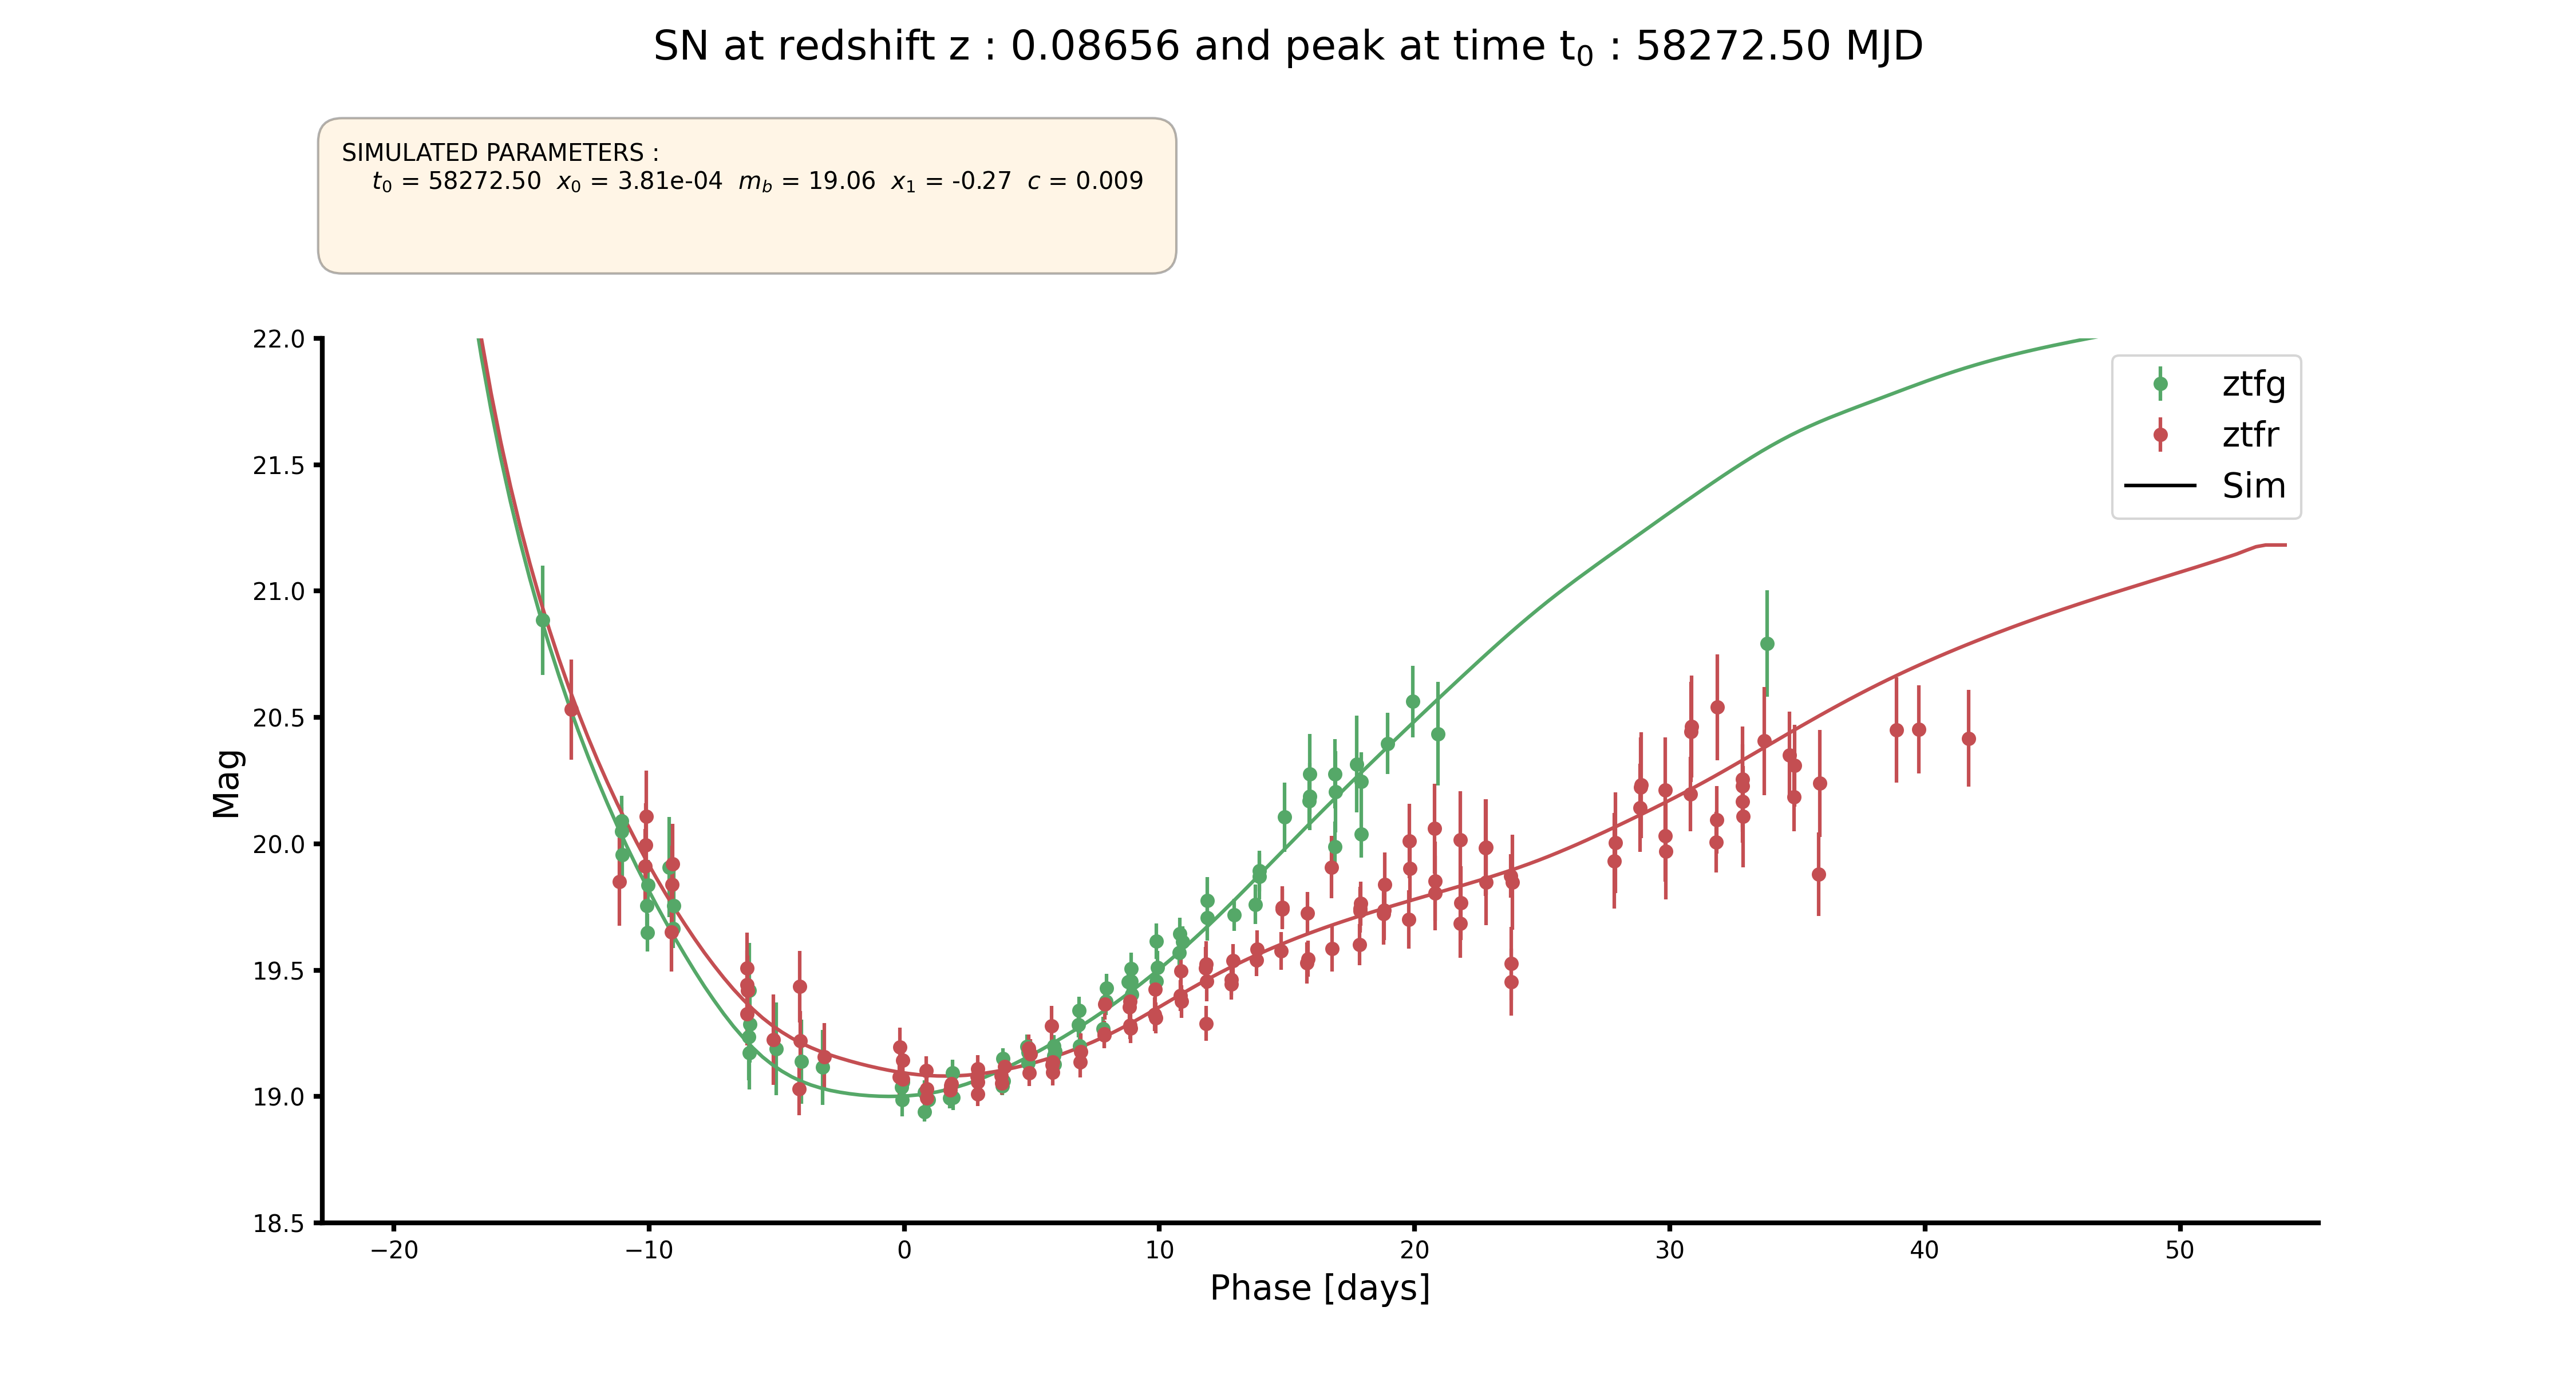 SN at redshift z : 0.08656 and peak at time t₀ : 58272.50 MJD
SIMULATED PARAMETERS :
t₀ = 58272.50 x₀ = 3.81e-04 m_b = 19.06 x₁ = -0.27 c = 0.009
22.0
21.5
21.0
20.5
20.0
19.5
19.0
18.5
Mag
ztfg
ztfr
Sim
−20 −10 0 10 20 30 40 50
Phase [days]